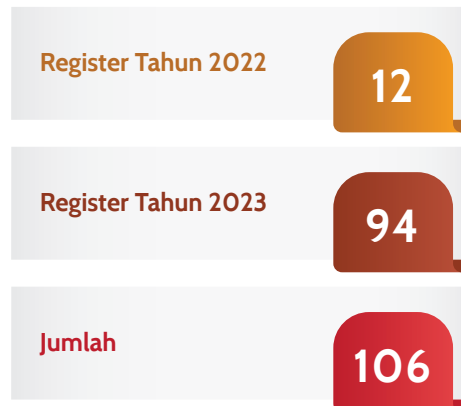 Register Tahun 2022
12
Register Tahun 2023
94
Jumlah
106